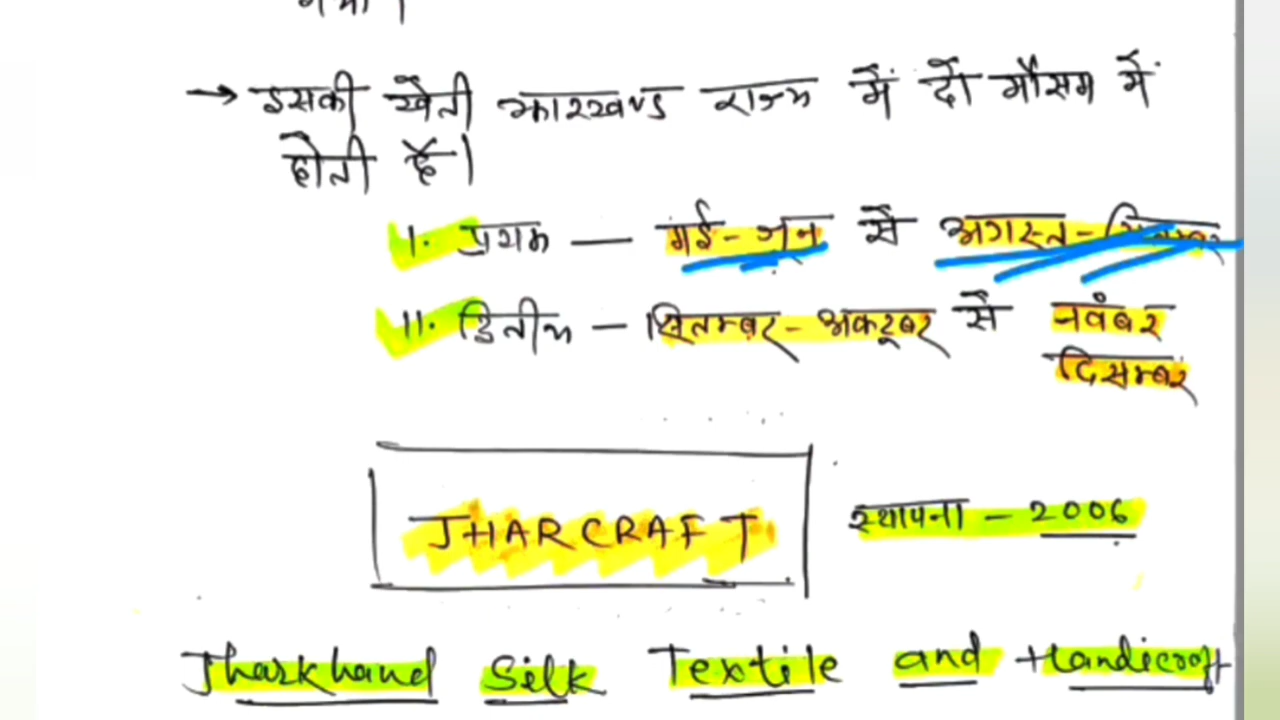 → इसकी खेती झारखण्ड राज्य में दो मौसम में
होती है।
I. प्रथम — मई - जून से अगस्त - सितम्बर
II. द्वितीय — सितम्बर - अक्टूबर से नवंबर
दिसम्बर
JHARCRAFT स्थापना - 2006
Jharkhand Silk Textile and Handicraft